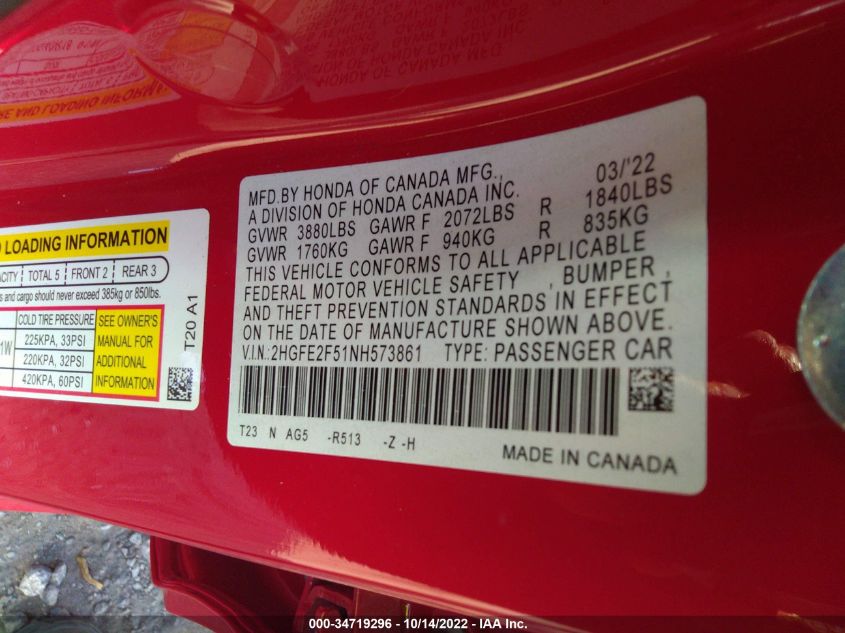 MFD.BY HONDA OF CANADA MFG., 03/'22
A DIVISION OF HONDA CANADA INC.
GVWR 3880LBS GAWR F 2072LBS R 1840LBS
GVWR 1760KG GAWR F 940KG R 835KG
THIS VEHICLE CONFORMS TO ALL APPLICABLE
FEDERAL MOTOR VEHICLE SAFETY , BUMPER ,
AND THEFT PREVENTION STANDARDS IN EFFECT
ON THE DATE OF MANUFACTURE SHOWN ABOVE.
V.I.N.:2HGFE2F51NH573861 TYPE: PASSENGER CAR
T23 N AG5 -R513 -Z -H
MADE IN CANADA
LOADING INFORMATION
TOTAL 5 FRONT 2 REAR 3
and cargo should never exceed 385kg or 850lbs.
COLD TIRE PRESSURE
225KPA, 33PSI
220KPA, 32PSI
420KPA, 60PSI
SEE OWNER'S
MANUAL FOR
ADDITIONAL
INFORMATION
T20 A1
000-34719296 - 10/14/2022 - IAA Inc.